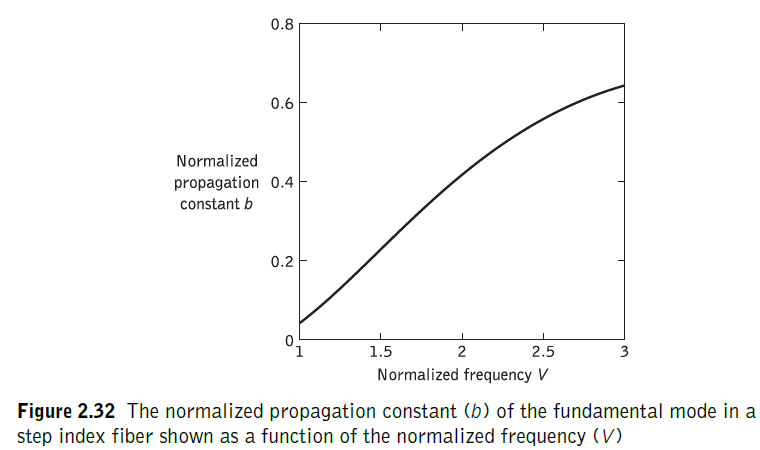 0.8
0.6
Normalized
propagation 0.4
constant b
0.2
0
1 1.5 2 2.5 3
Normalized frequency V
Figure 2.32 The normalized propagation constant (b) of the fundamental mode in a
step index fiber shown as a function of the normalized frequency (V)